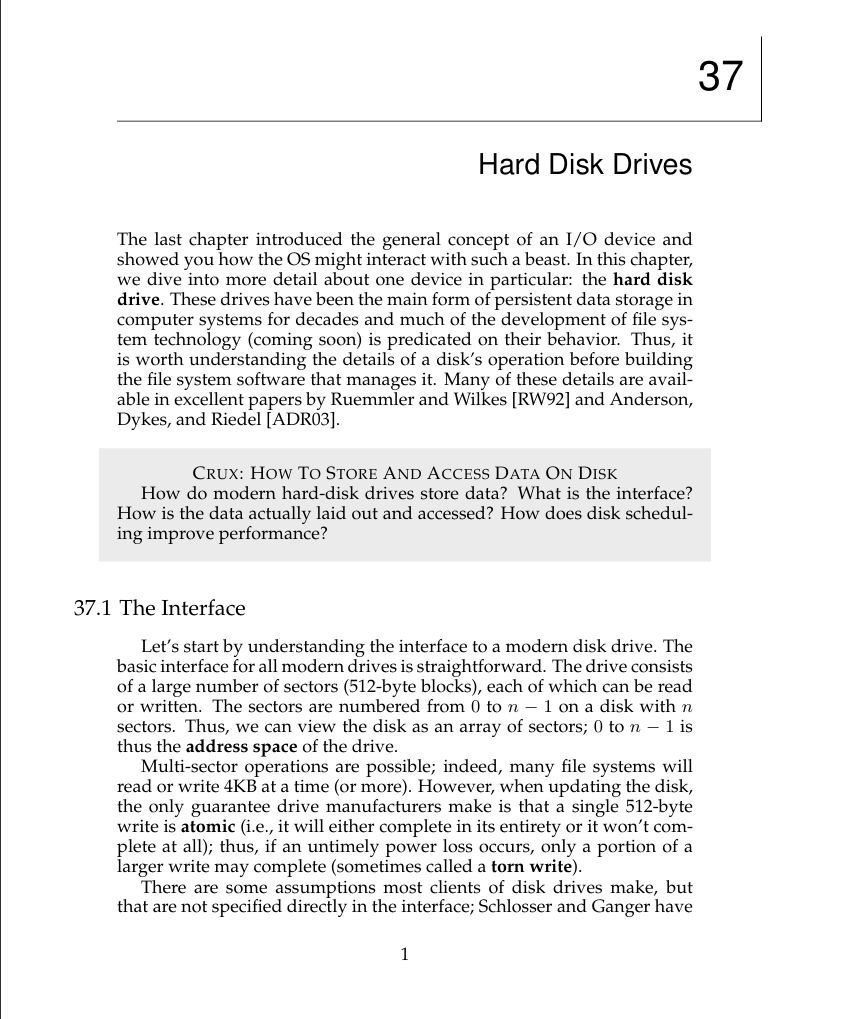 37
Hard Disk Drives
The last chapter introduced the general concept of an I/O device and
showed you how the OS might interact with such a beast. In this chapter,
we dive into more detail about one device in particular: the hard disk
drive. These drives have been the main form of persistent data storage in
computer systems for decades and much of the development of file sys-
tem technology (coming soon) is predicated on their behavior. Thus, it
is worth understanding the details of a disk's operation before building
the file system software that manages it. Many of these details are avail-
able in excellent papers by Ruemmler and Wilkes [RW92] and Anderson,
Dykes, and Riedel [ADR03].
CRUX: HOW TO STORE AND ACCESS DATA ON DISK
How do modern hard-disk drives store data? What is the interface?
How is the data actually laid out and accessed? How does disk schedul-
ing improve performance?
37.1 The Interface
Let's start by understanding the interface to a modern disk drive. The
basic interface for all modern drives is straightforward. The drive consists
of a large number of sectors (512-byte blocks), each of which can be read
or written. The sectors are numbered from 0 to n − 1 on a disk with n
sectors. Thus, we can view the disk as an array of sectors; 0 to n − 1 is
thus the address space of the drive.
Multi-sector operations are possible; indeed, many file systems will
read or write 4KB at a time (or more). However, when updating the disk,
the only guarantee drive manufacturers make is that a single 512-byte
write is atomic (i.e., it will either complete in its entirety or it won't com-
plete at all); thus, if an untimely power loss occurs, only a portion of a
larger write may complete (sometimes called a torn write).
There are some assumptions most clients of disk drives make, but
that are not specified directly in the interface; Schlosser and Ganger have
1